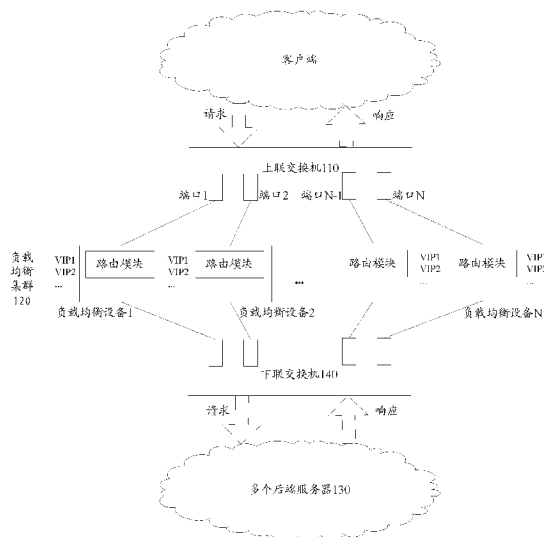 客户端
请求
响应
上联交换机110
端口1
端口2
端口N-1
端口N
负载
均衡
集群
120
VIP1
VIP2
...
路由模块
VIP1
VIP2
...
路由模块
...
路由模块
VIP1
VIP2
...
路由模块
VIP1
VIP2
...
负载均衡设备1
负载均衡设备2
负载均衡设备N
下联交换机140
请求
响应
多个后端服务器130